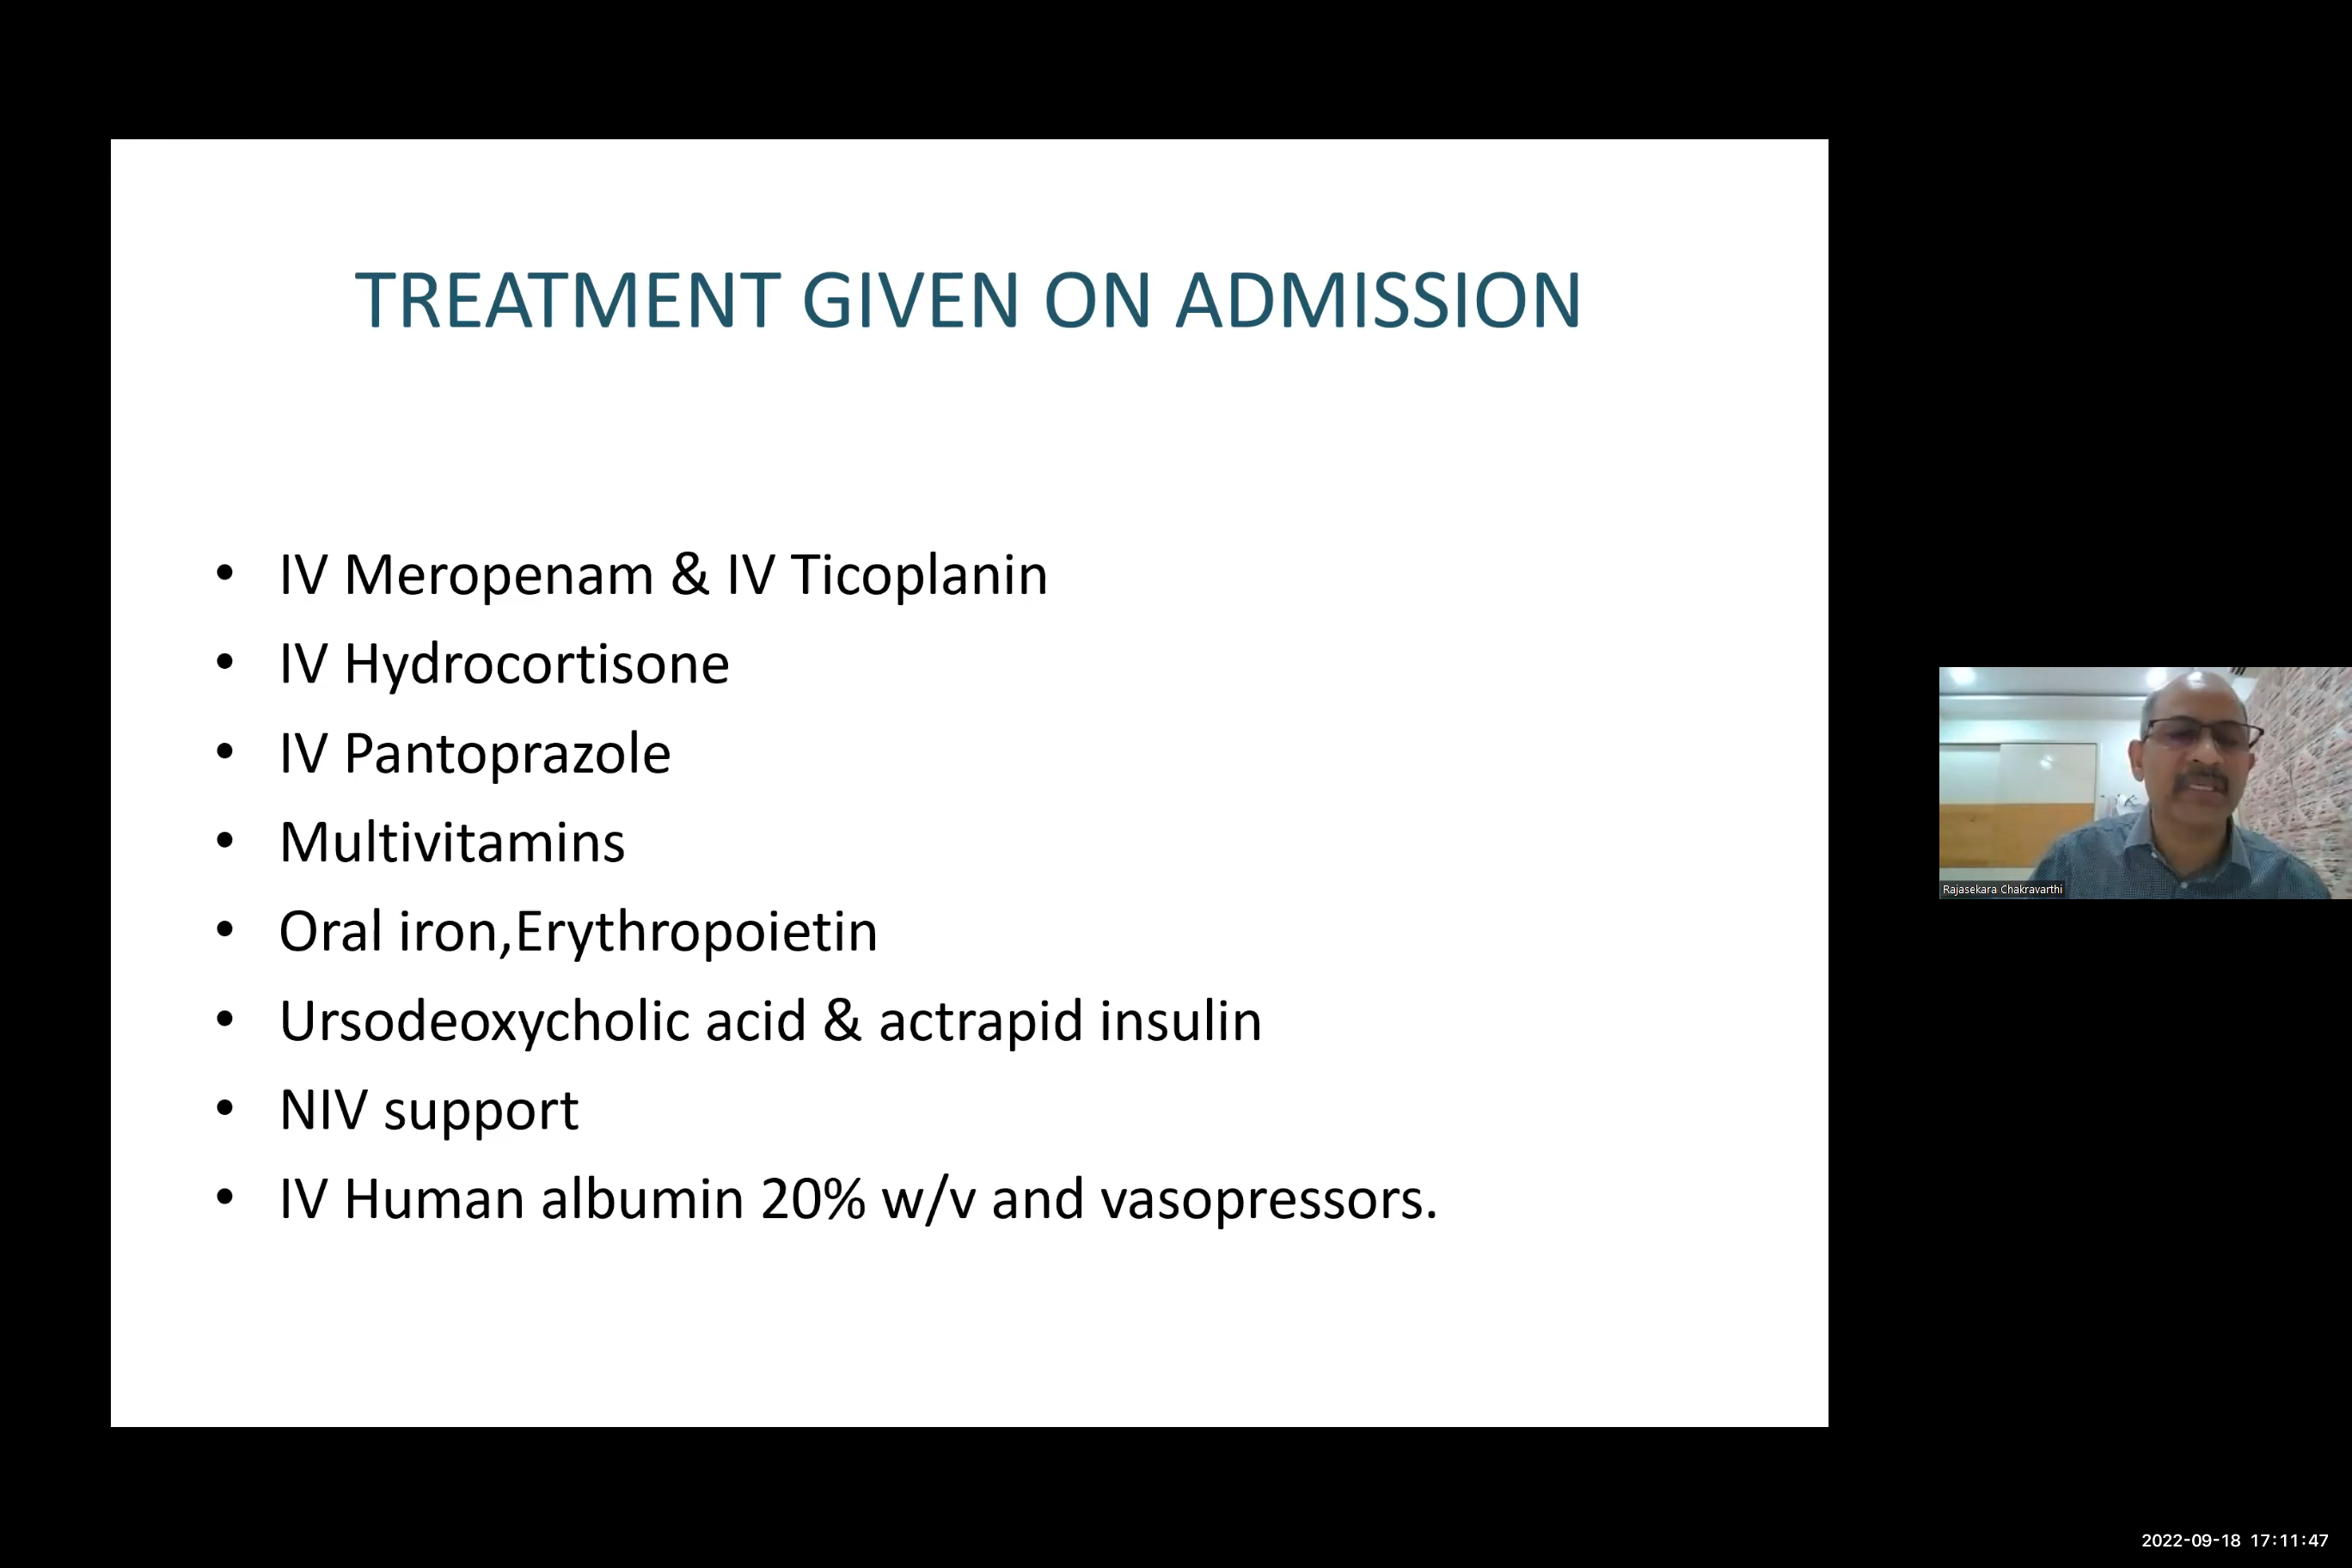 TREATMENT GIVEN ON ADMISSION
• IV Meropenam & IV Ticoplanin
• IV Hydrocortisone
• IV Pantoprazole
• Multivitamins
• Oral iron,Erythropoietin
• Ursodeoxycholic acid & actrapid insulin
• NIV support
• IV Human albumin 20% w/v and vasopressors.
Rajasekara Chakravarthi
2022-09-18 17:11:47